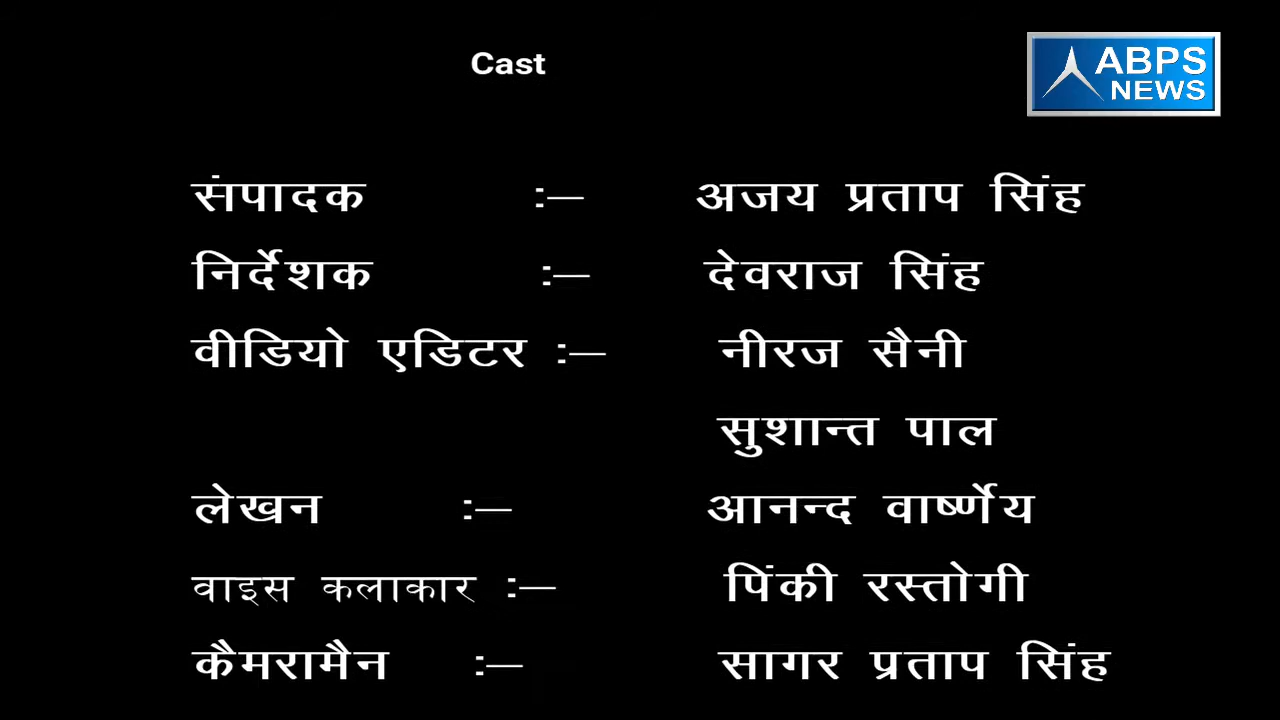 Cast
ABPS
NEWS
संपादक :— अजय प्रताप सिंह
निर्देशक :— देवराज सिंह
वीडियो एडिटर :— नीरज सैनी
सुशान्त पाल
लेखन :— आनन्द वार्ष्णेय
वाइस कलाकार :— पिंकी रस्तोगी
कैमरामैन :— सागर प्रताप सिंह